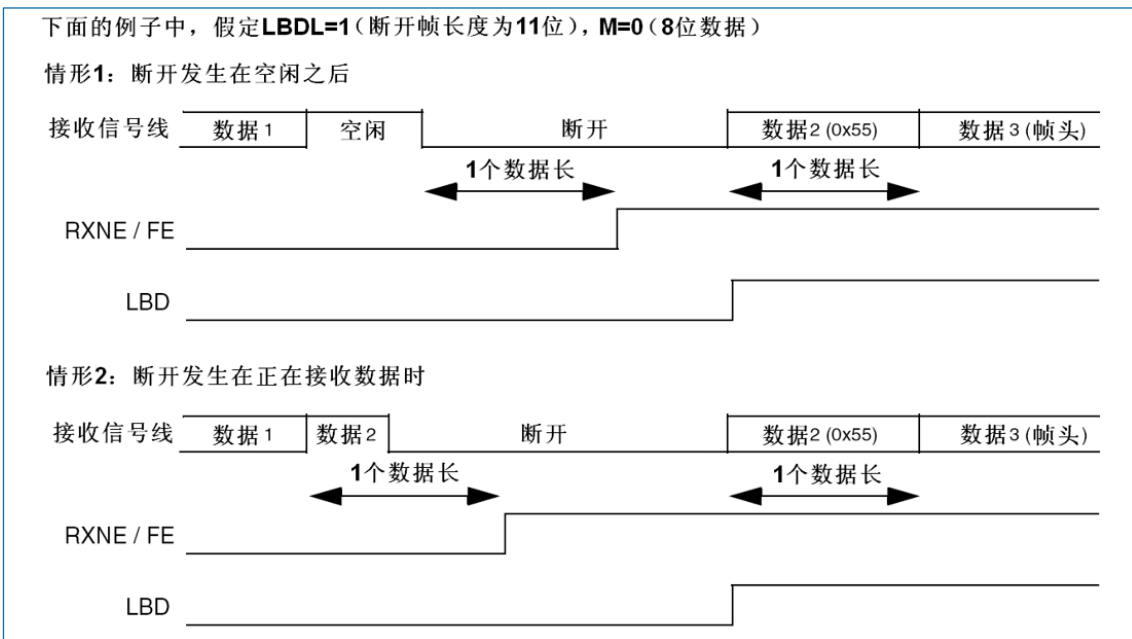 下面的例子中，假定LBDL=1（断开帧长度为11位），M=0（8位数据）
情形1：断开发生在空闲之后
接收信号线 数据1 空闲 断开 数据2 (0x55) 数据3 (帧头)
1个数据长 1个数据长
RXNE / FE
LBD
情形2：断开发生在正在接收数据时
接收信号线 数据1 数据2 断开 数据2 (0x55) 数据3 (帧头)
1个数据长 1个数据长
RXNE / FE
LBD